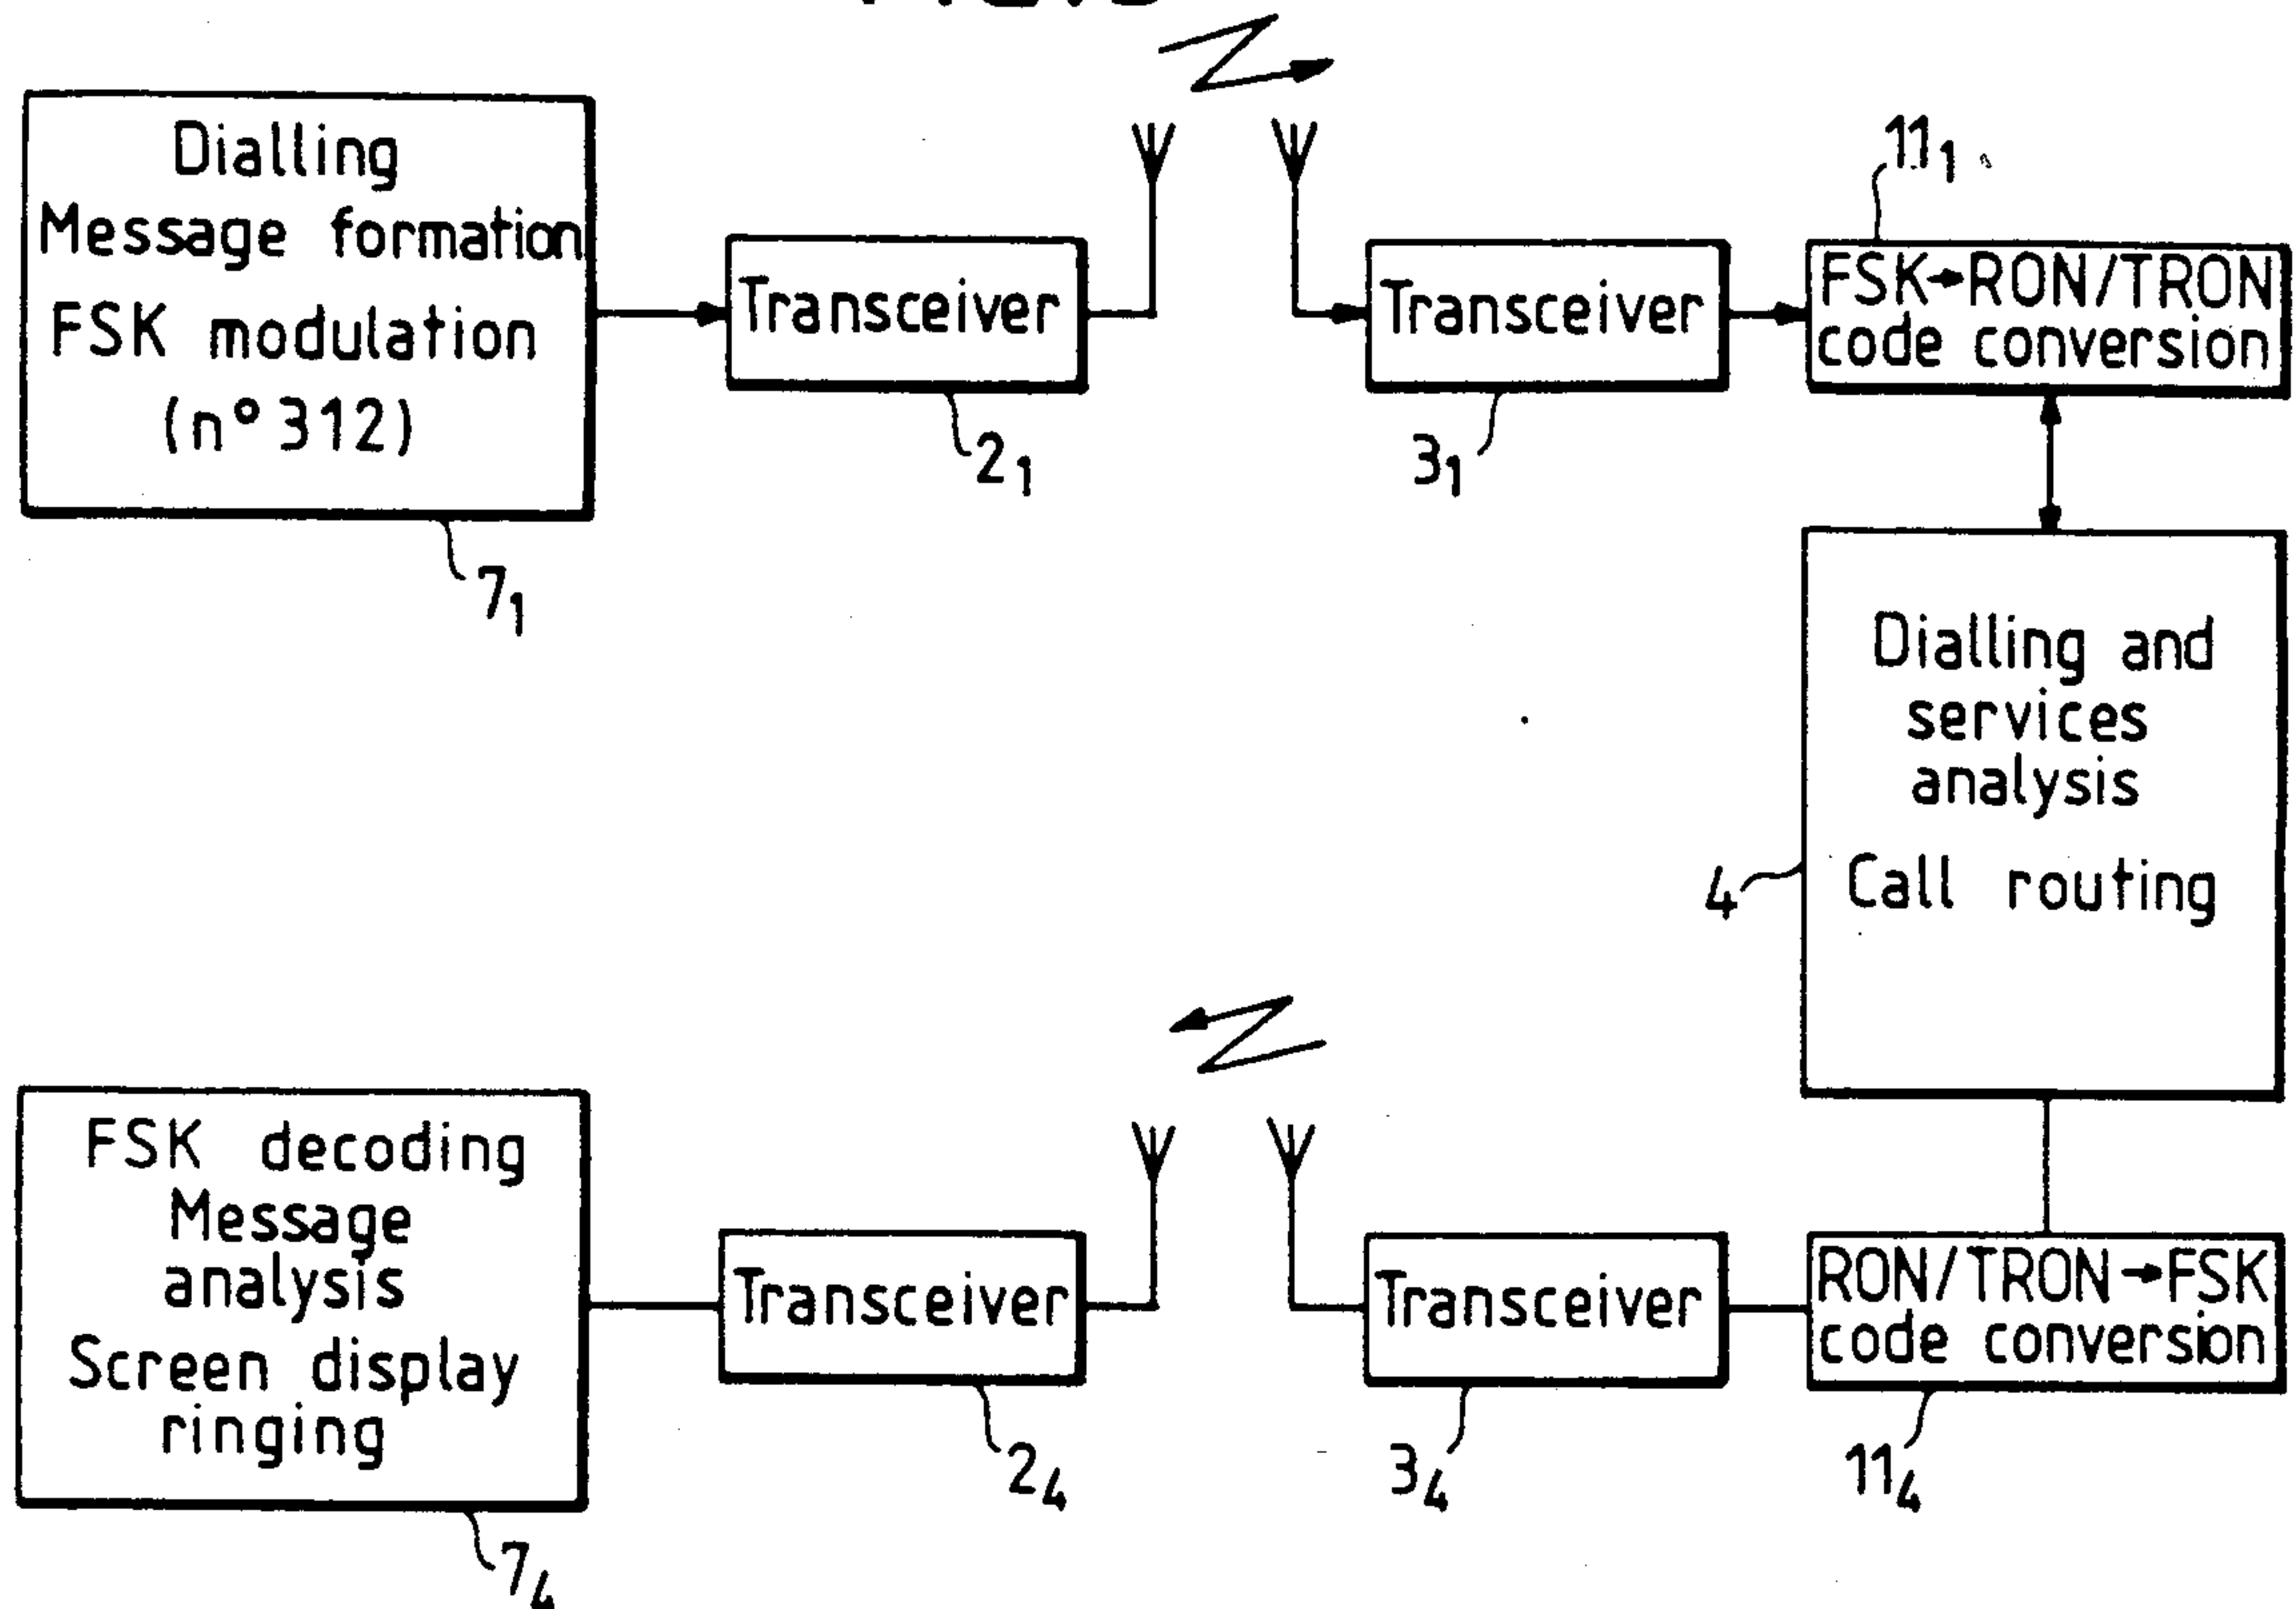 Dialling
Message formation
FSK modulation
(n° 312)
7₁
Transceiver
2₁
Transceiver
3₁
11₁
FSK→RON/TRON
code conversion
Dialling and
services
analysis
Call routing
4
FSK decoding
Message
analysis
Screen display
ringing
7₄
Transceiver
2₄
Transceiver
3₄
RON/TRON→FSK
code conversion
11₄